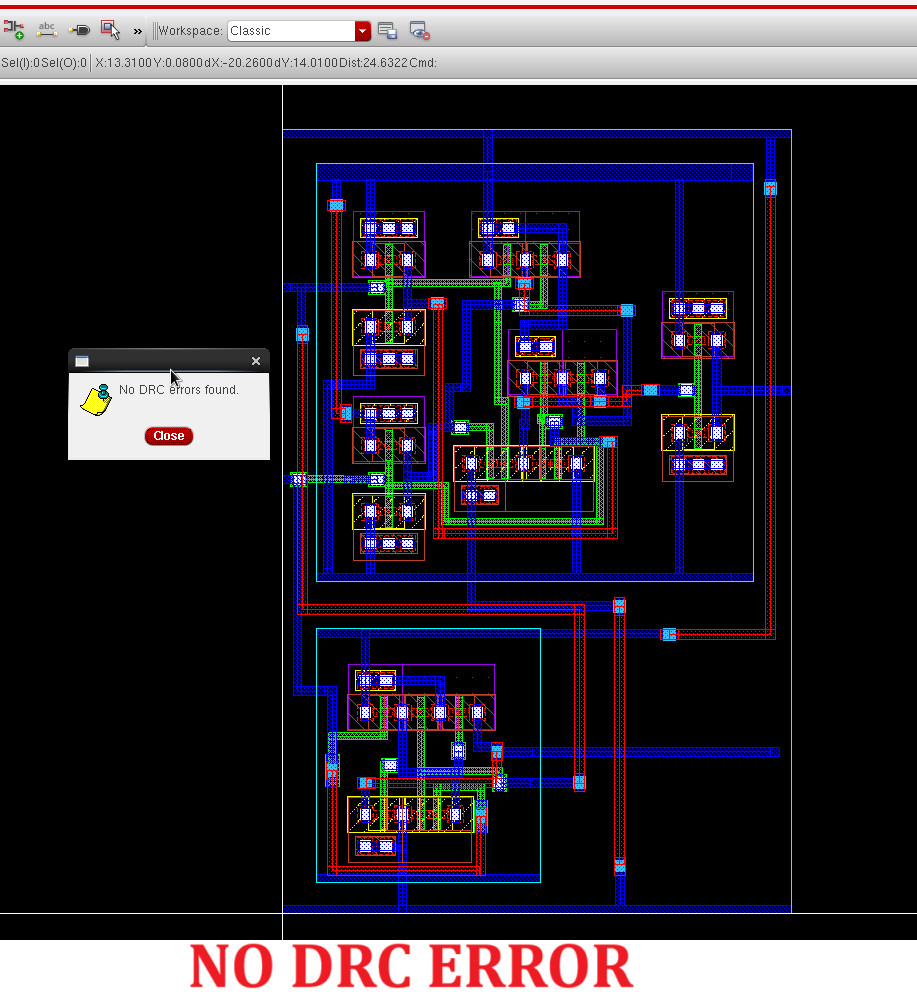 abc
» Workspace: Classic
Sel(I):0 Sel(O):0 X:13.3100 Y:0.0800 dX:-20.2600 dY:14.0100 Dist:24.6322 Cmd:
No DRC errors found.
Close
NO DRC ERROR